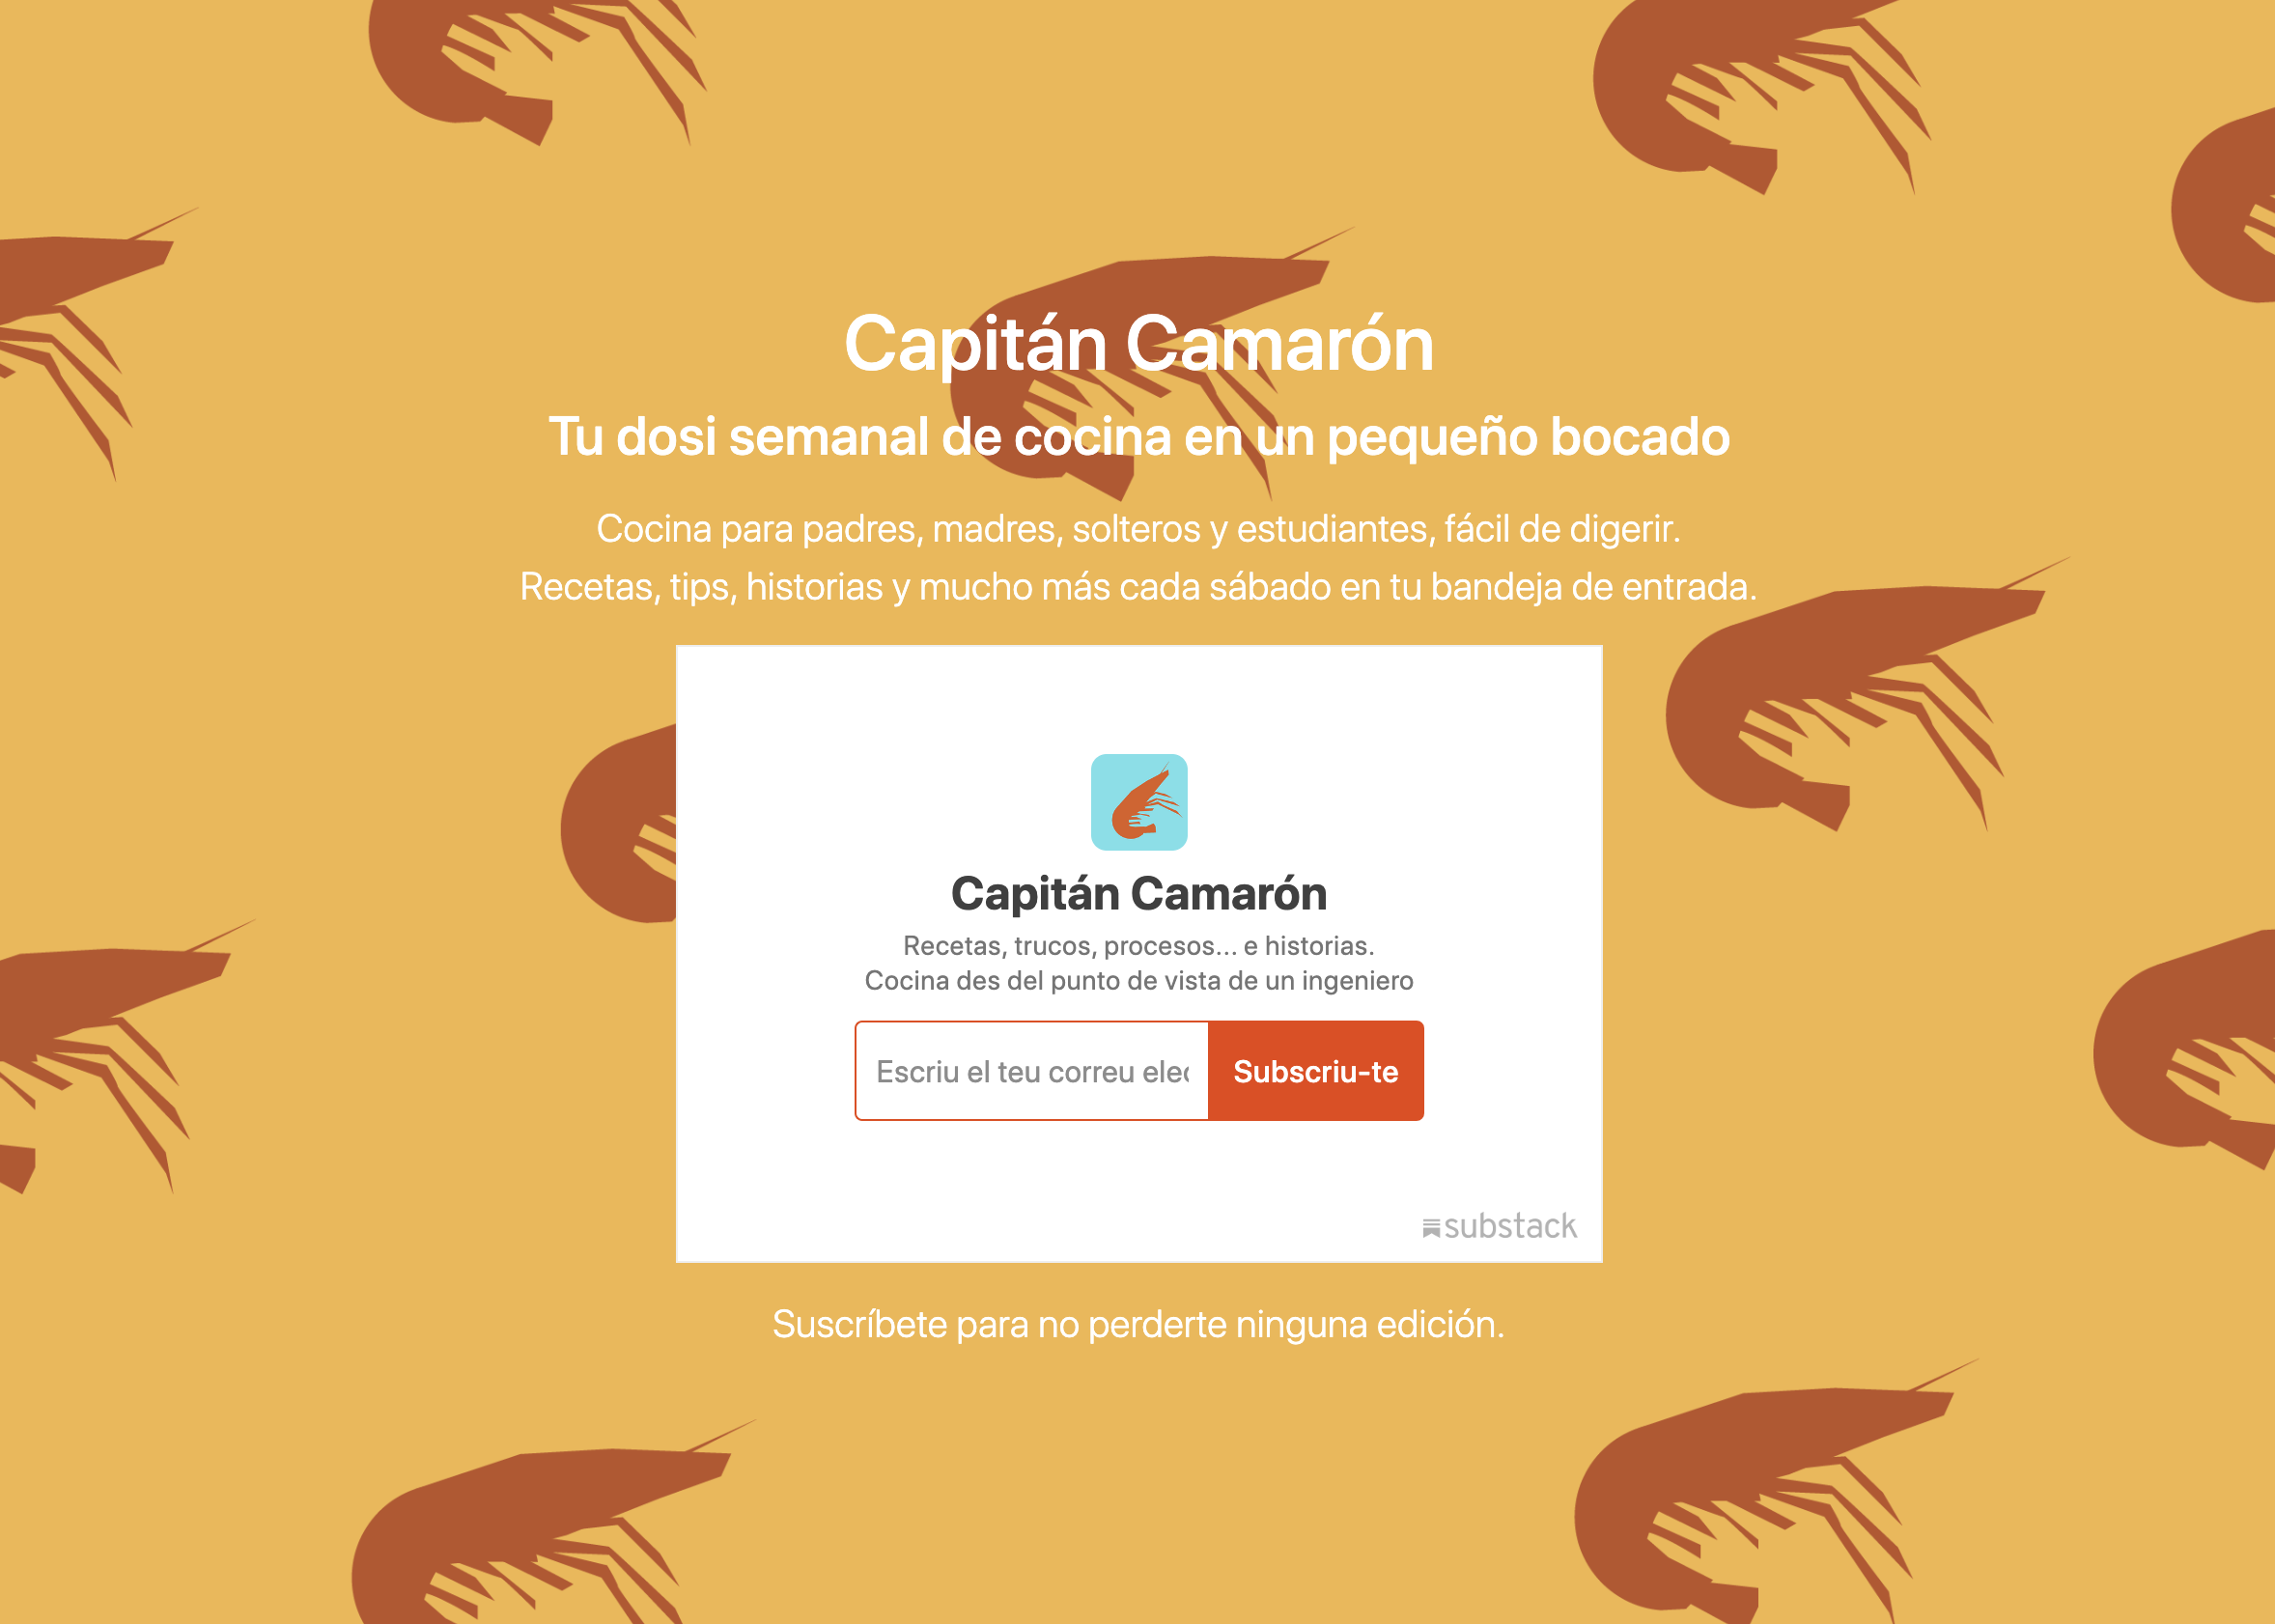 Capitán Camarón
Tu dosi semanal de cocina en un pequeño bocado
Cocina para padres, madres, solteros y estudiantes, fácil de digerir.
Recetas, tips, historias y mucho más cada sábado en tu bandeja de entrada.
Capitán Camarón
Recetas, trucos, procesos... e historias.
Cocina des del punto de vista de un ingeniero
Escriu el teu correu elec
Subscriu-te
substack
Suscríbete para no perderte ninguna edición.